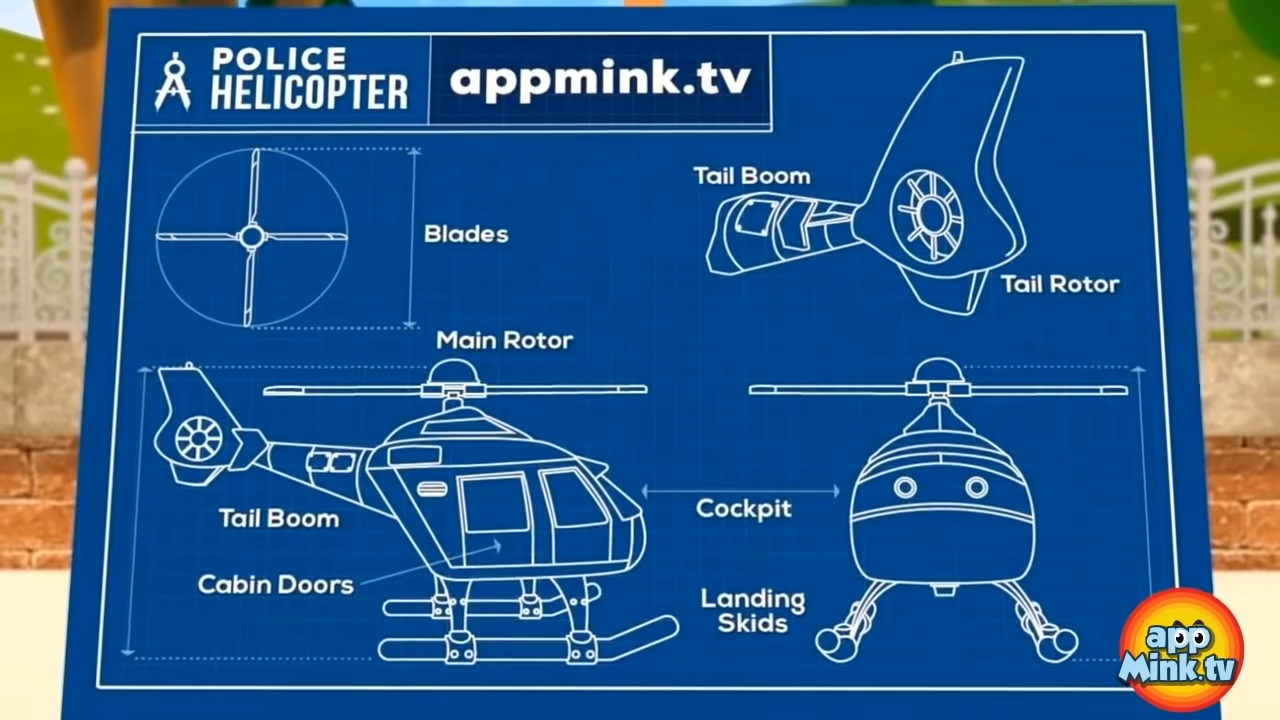 POLICE
HELICOPTER
appmink.tv
Tail Boom
Blades
Tail Rotor
Main Rotor
Tail Boom
Cockpit
Cabin Doors
Landing
Skids
app
Mink.tv